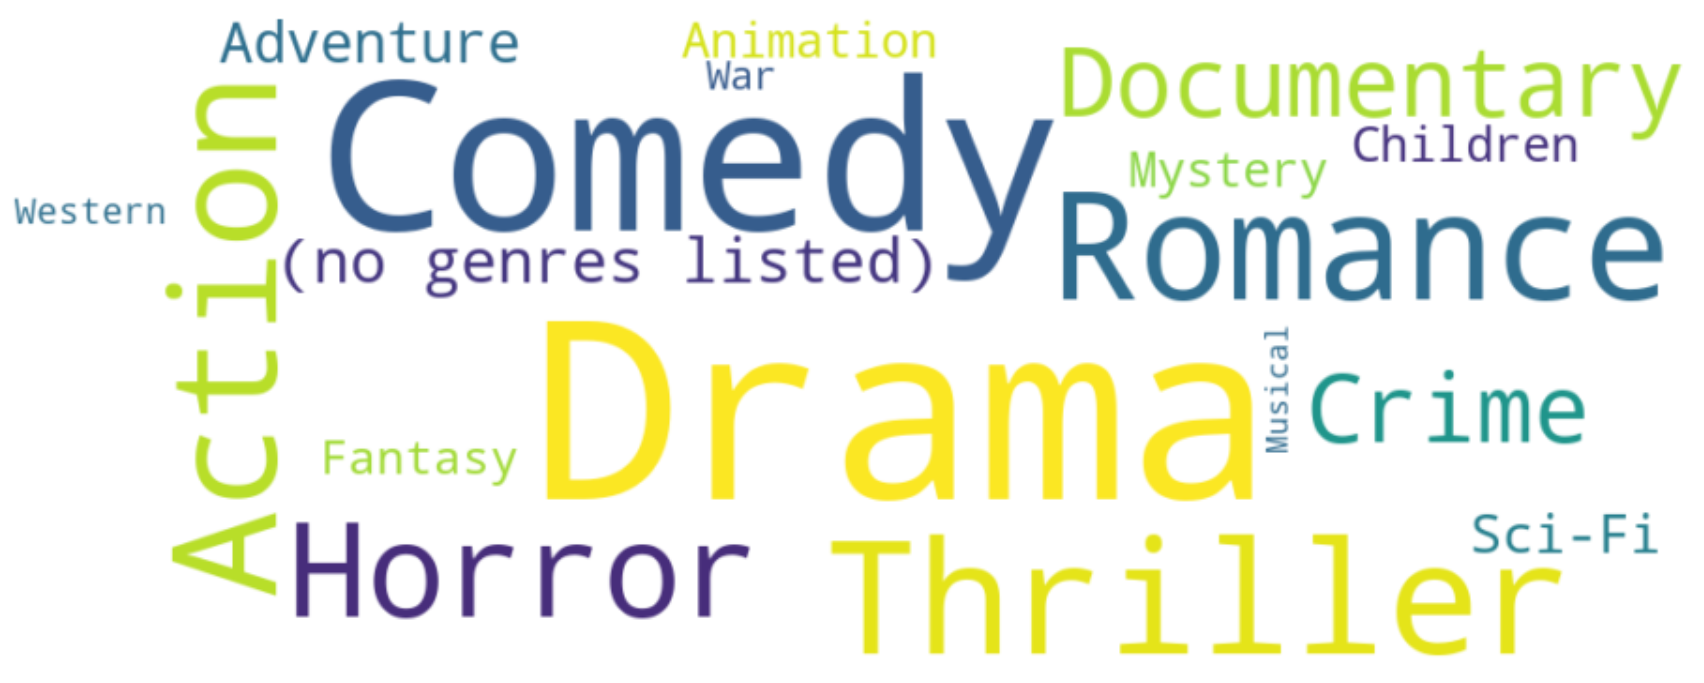 Adventure
Animation
War
Documentary
Comedy
Children
Mystery
Action
Western
Romance
(no genres listed)
Drama
Musical
Crime
Fantasy
Horror
Sci-Fi
Thriller